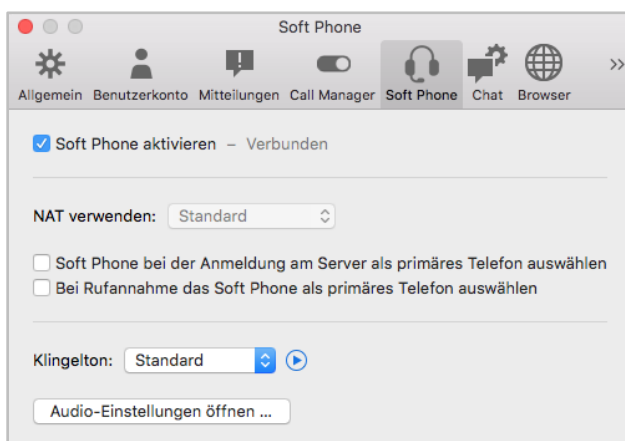 Soft Phone
Allgemein Benutzerkonto Mitteilungen Call Manager Soft Phone Chat Browser
Soft Phone aktivieren – Verbunden
NAT verwenden: Standard
Soft Phone bei der Anmeldung am Server als primäres Telefon auswählen
Bei Rufannahme das Soft Phone als primäres Telefon auswählen
Klingelton: Standard
Audio-Einstellungen öffnen ...